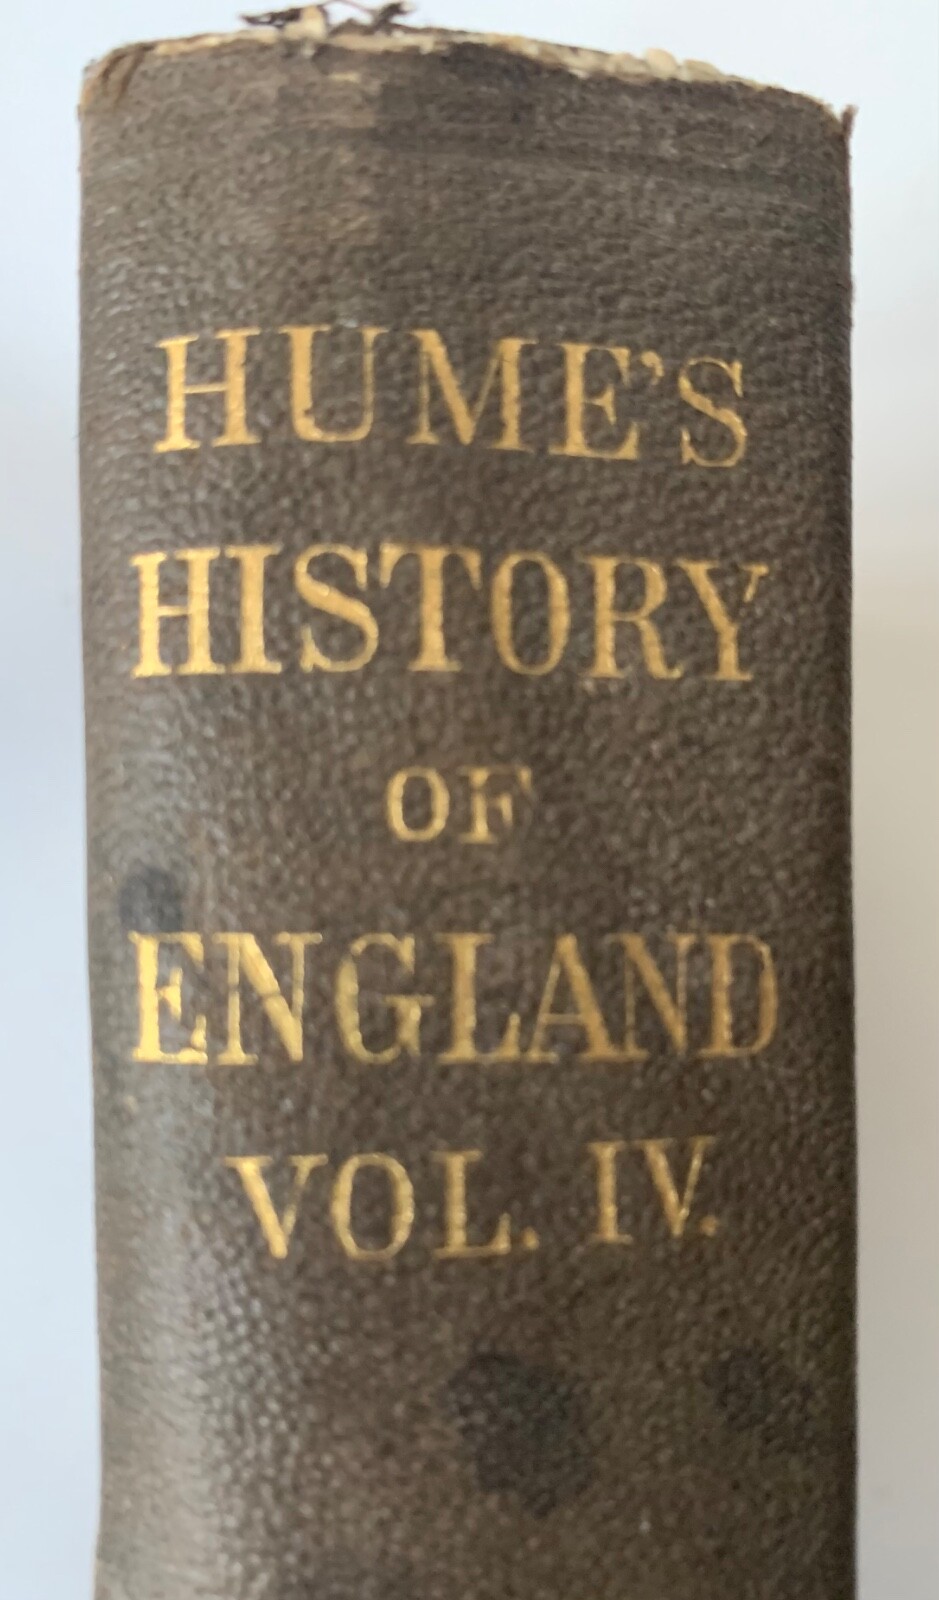 HUME'S
HISTORY
OF
ENGLAND
VOL. IV.